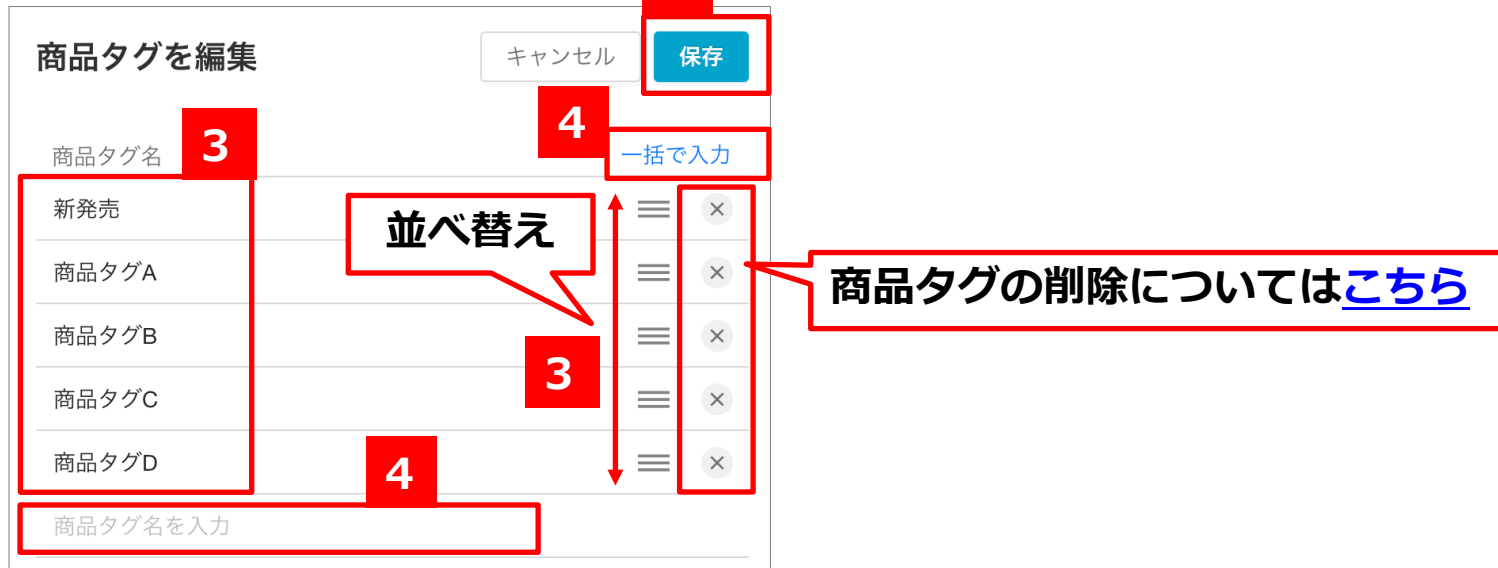 商品タグを編集
キャンセル
保存
商品タグ名
3
4
一括で入力
新発売
並べ替え
商品タグA
商品タグの削除についてはこちら
商品タグB
3
商品タグC
商品タグD
4
商品タグ名を入力